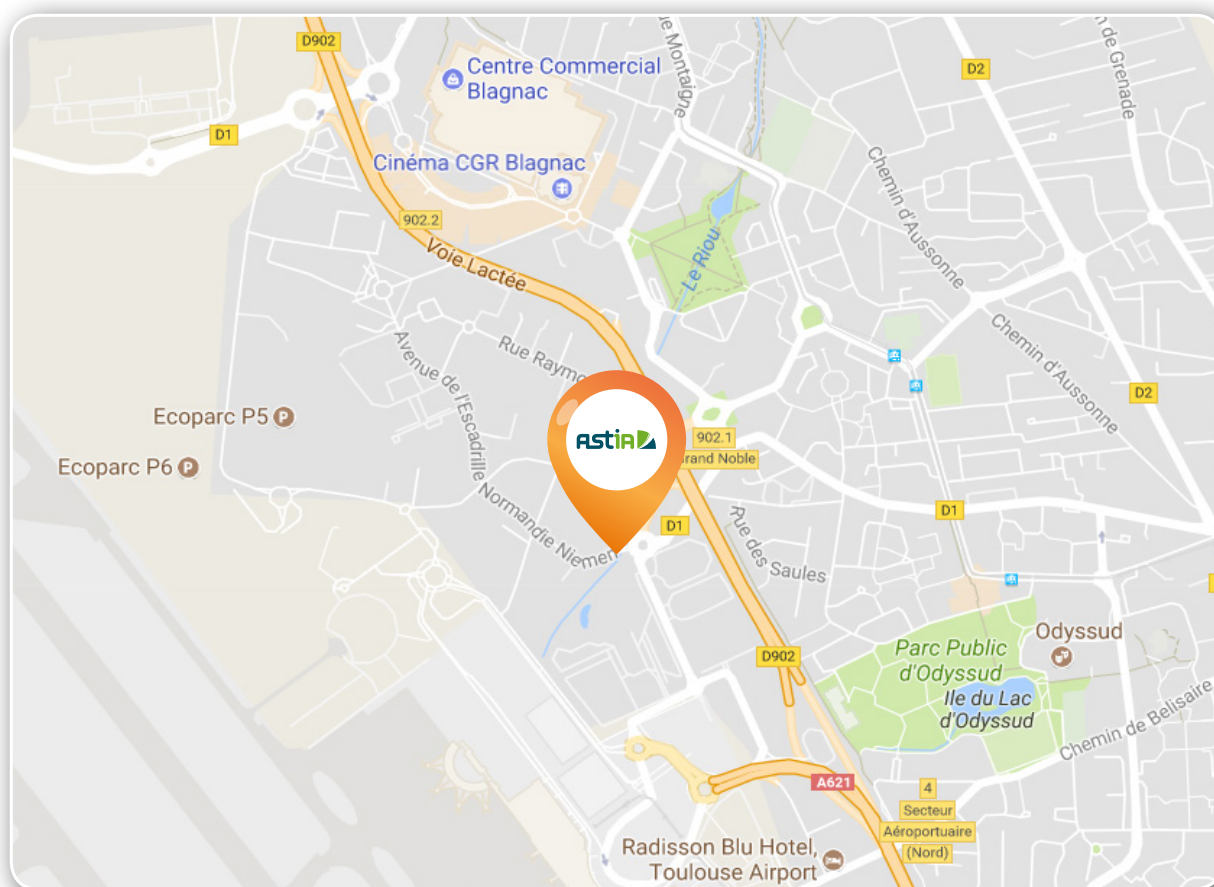 D902
Centre Commercial
Blagnac
ue Montaigne
D2
n de Grenade
D1
Cinéma CGR Blagnac
Chemin d'Aussonne
902.2
Voie Lactée
Le Riou
Rue Raymo
Chemin d'Aussonne
D2
Avenue de l'Escadrille Normandie Niemen
Ecoparc P5
Ecoparc P6
ASTIA
902.1
Grand Noble
D1
D1
Rue des Saules
Odyssud
Parc Public
d'Odyssud
D902
Ile du Lac
d'Odyssud
Chemin de Belisaire
A621
4
Secteur
Aéroportuaire
(Nord)
Radisson Blu Hotel,
Toulouse Airport